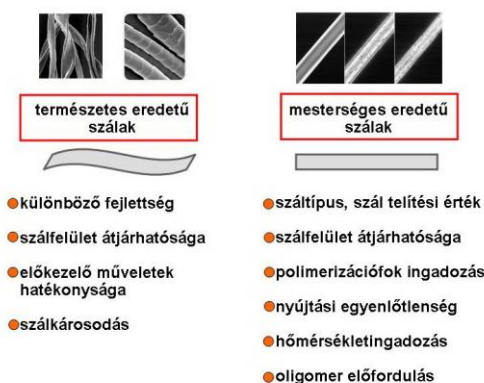 természetes eredetű
szálak
különböző fejlettség
szálfelület átjárhatósága
előkezelő műveletek
hatékonysága
szálkárosodás
mesterséges eredetű
szálak
száltípus, szál telítési érték
szálfelület átjárhatósága
polimerizációfok ingadozás
nyújtási egyenlőtlenség
hőmérsékletingadozás
oligomer előfordulás